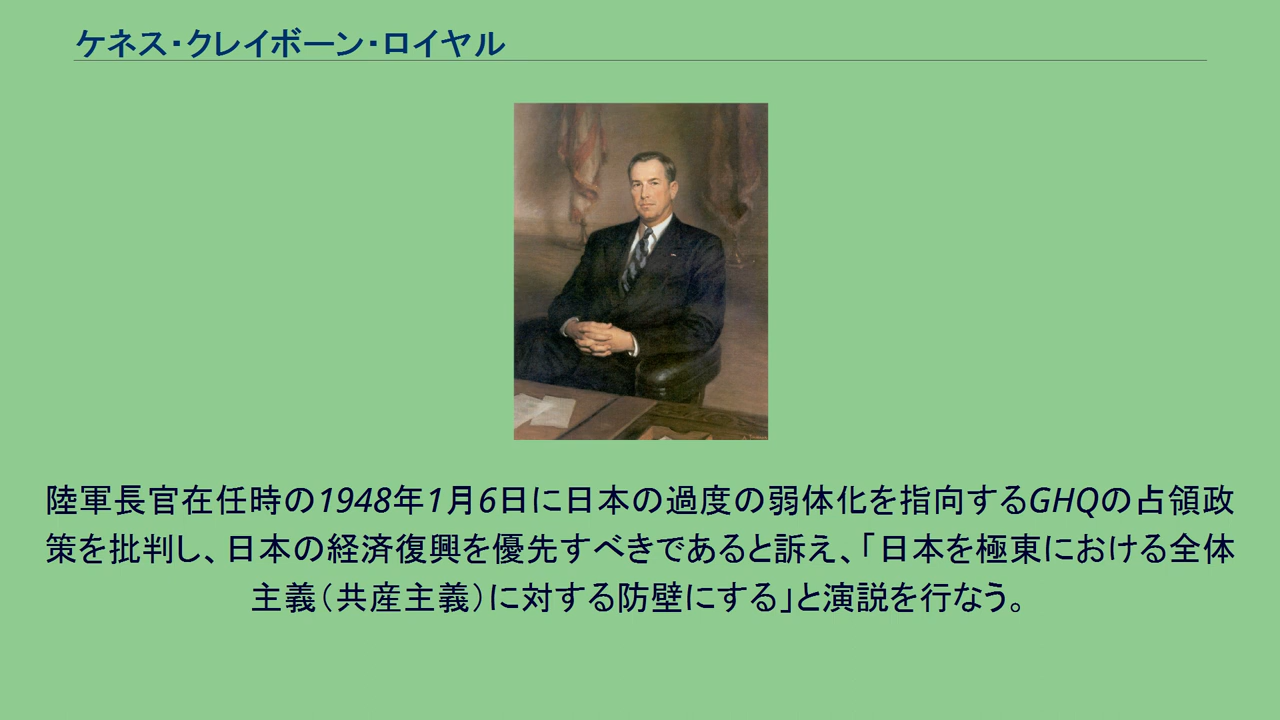 ケネス・クレイボーン・ロイヤル
陸軍長官在任時の1948年1月6日に日本の過度の弱体化を指向するGHQの占領政
策を批判し、日本の経済復興を優先すべきであると訴え、「日本を極東における全体
主義（共産主義）に対する防壁にする」と演説を行なう。